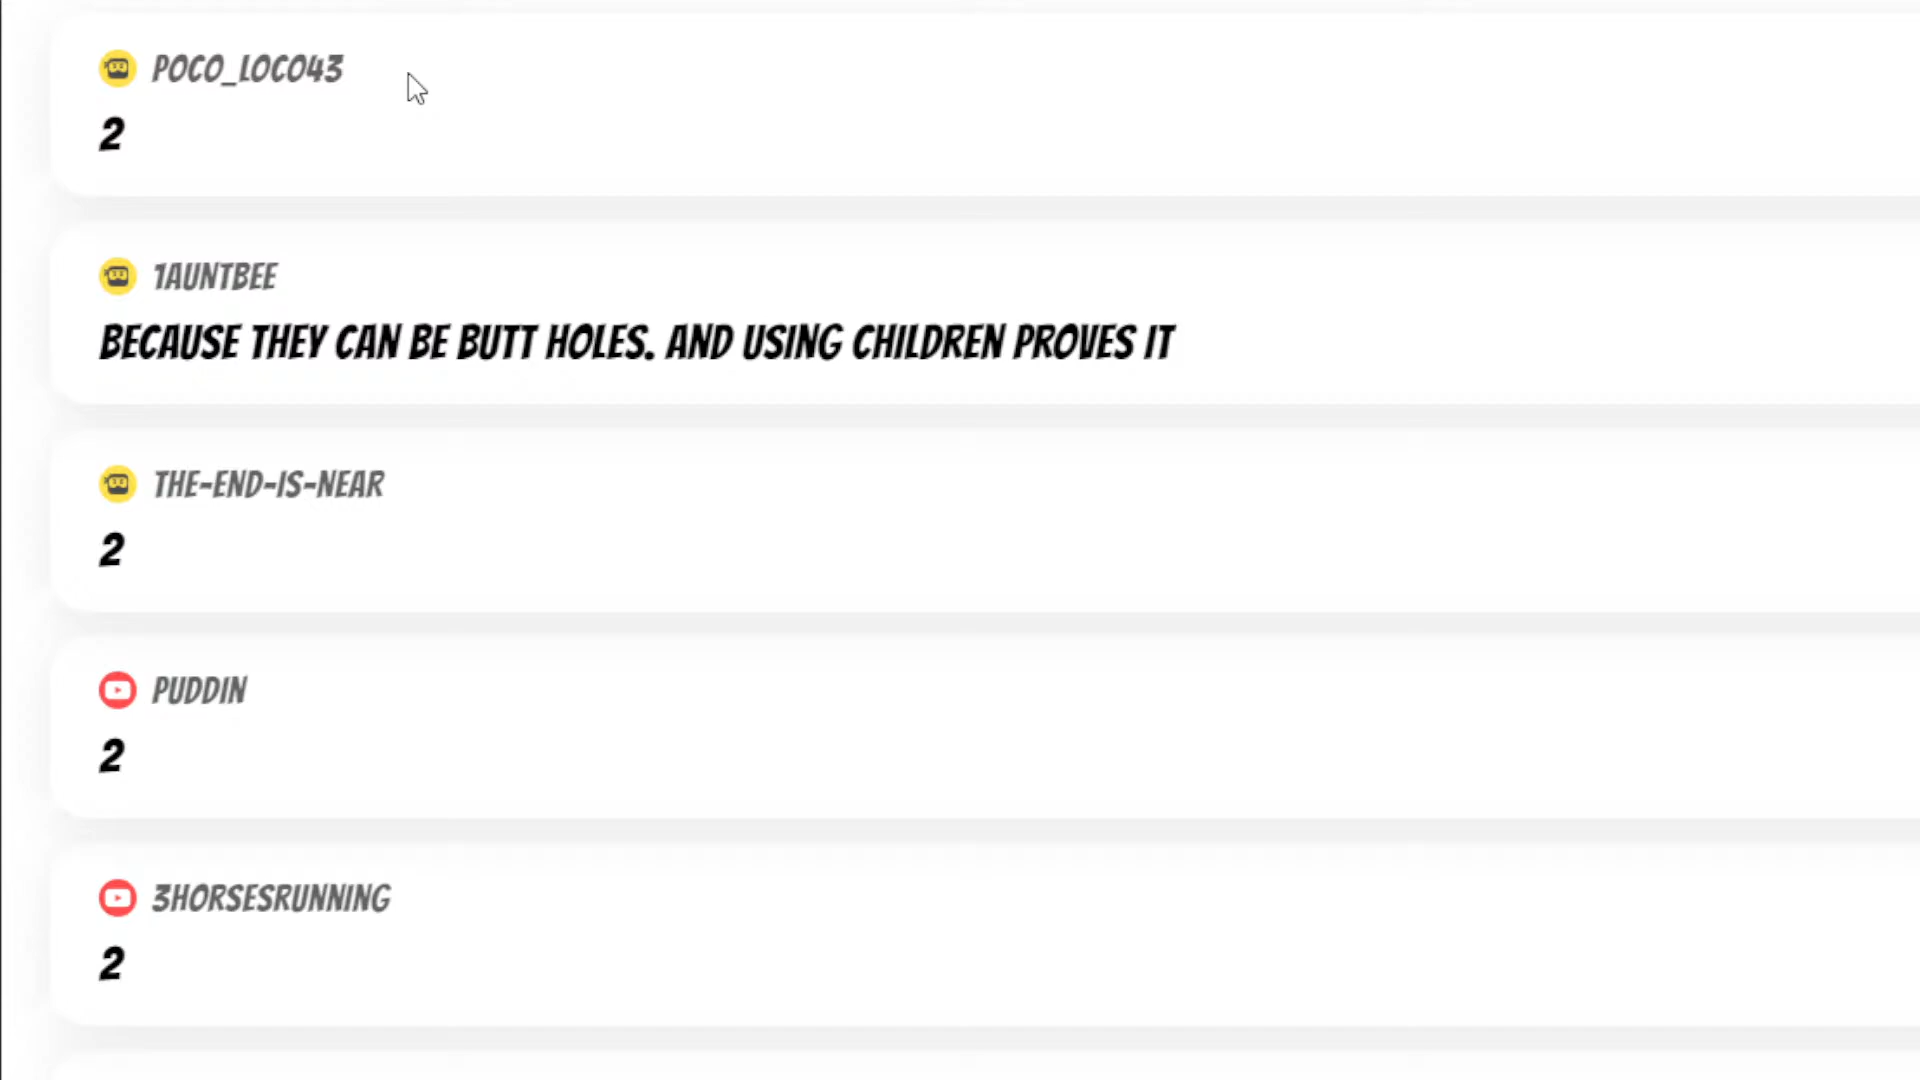 POCO_LOCO43
2
1AUNTBEE
BECAUSE THEY CAN BE BUTT HOLES. AND USING CHILDREN PROVES IT
THE-END-IS-NEAR
2
PUDDIN
2
3HORSESRUNNING
2